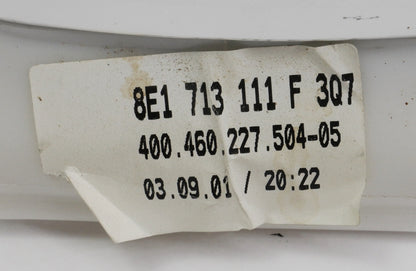 8E1 713 111 F 3Q7
400.460.227.504-05
03.09.01 / 20:22